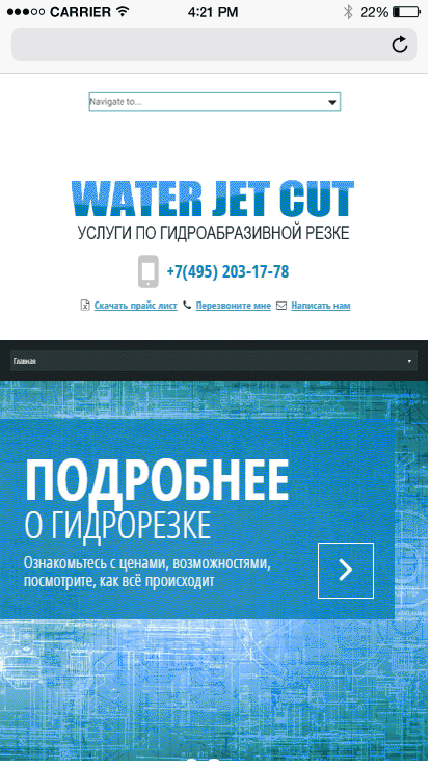 CARRIER 4:21 PM 22%
Navigate to...
WATER JET CUT
УСЛУГИ ПО ГИДРОАБРАЗИВНОЙ РЕЗКЕ
+7(495) 203-17-78
Скачать прайс лист Перезвоните мне Написать нам
Главная
ПОДРОБНЕЕ
О ГИДРОРЕЗКЕ
Ознакомьтесь с ценами, возможностями,
посмотрите, как всё происходит